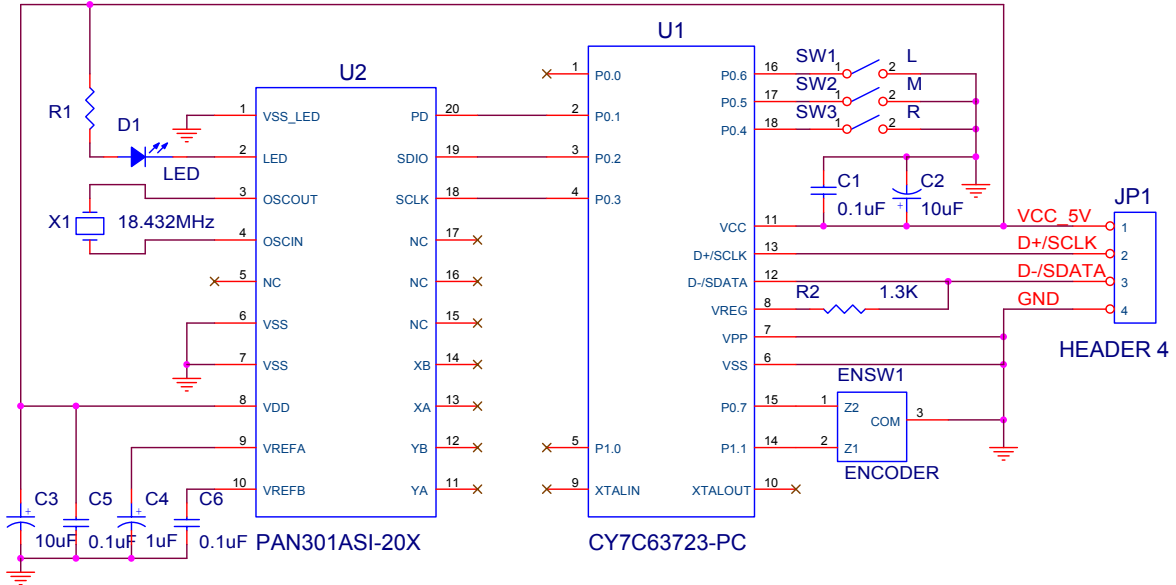 U1
U2
R1
D1
LED
X1
18.432MHz
1 VSS_LED
2 LED
3 OSCOUT
4 OSCIN
5 NC
6 VSS
7 VSS
8 VDD
9 VREFA
10 VREFB
PD 20
SDIO 19
SCLK 18
NC 17
NC 16
NC 15
XB 14
XA 13
YB 12
YA 11
PAN301ASI-20X
C3
10uF
C5
0.1uF
C4
1uF
C6
0.1uF
1 P0.0
2 P0.1
3 P0.2
4 P0.3
5 P1.0
9 XTALIN
P0.6 16
P0.5 17
P0.4 18
VCC 11
D+/SCLK 13
D-/SDATA 12
VREG 8
VPP 7
VSS 6
P0.7 15
P1.1 14
XTALOUT 10
CY7C63723-PC
SW1 1 2 L
SW2 1 2 M
SW3 1 2 R
C1
0.1uF
C2
10uF
R2
1.3K
ENSW1
1 Z2
COM 3
2 Z1
ENCODER
JP1
VCC_5V 1
D+/SCLK 2
D-/SDATA 3
GND 4
HEADER 4
+
+
+